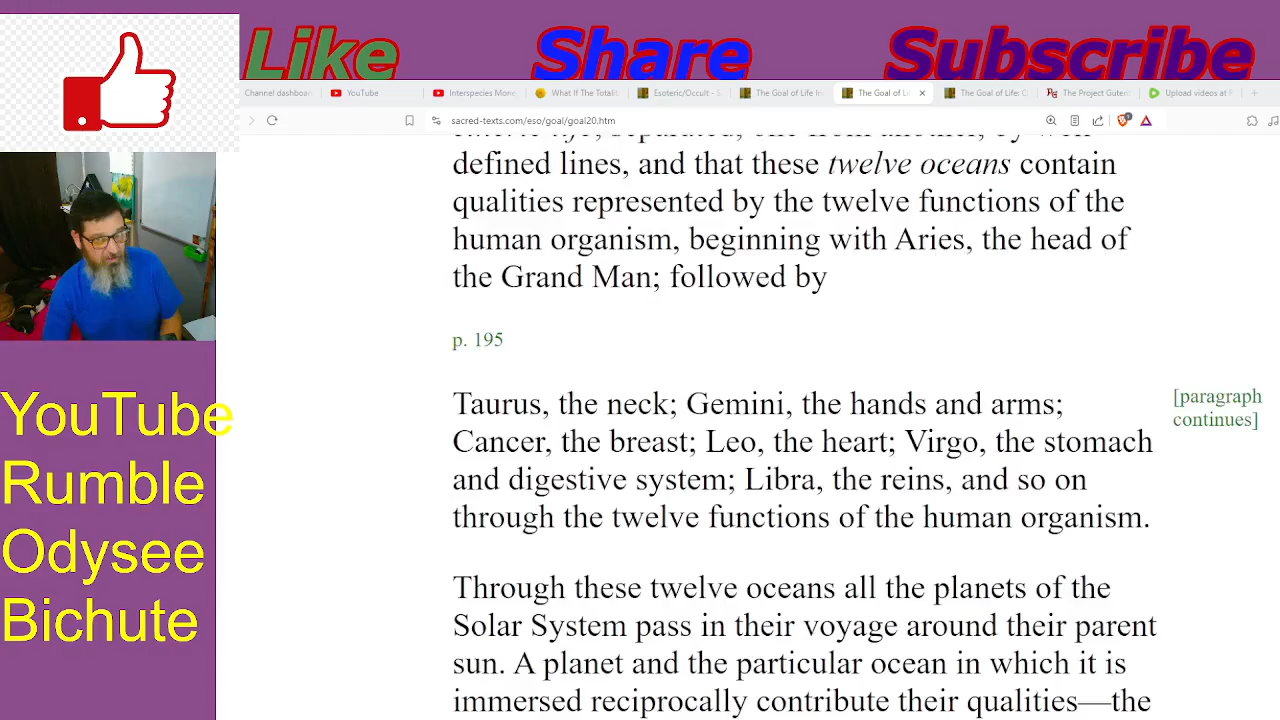 Like Share Subscribe
Channel dashboard YouTube Interspecies Mone What If The Totali Esoteric/Occult - S The Goal of Life In The Goal of Li The Goal of Life: C The Project Guten Upload videos at R
sacred-texts.com/eso/goal/goal20.htm
defined lines, and that these twelve oceans contain
qualities represented by the twelve functions of the
human organism, beginning with Aries, the head of
the Grand Man; followed by
p. 195
Taurus, the neck; Gemini, the hands and arms;
[paragraph
continues]
Cancer, the breast; Leo, the heart; Virgo, the stomach
and digestive system; Libra, the reins, and so on
through the twelve functions of the human organism.
Through these twelve oceans all the planets of the
Solar System pass in their voyage around their parent
sun. A planet and the particular ocean in which it is
immersed reciprocally contribute their qualities—the
YouTube
Rumble
Odysee
Bichute